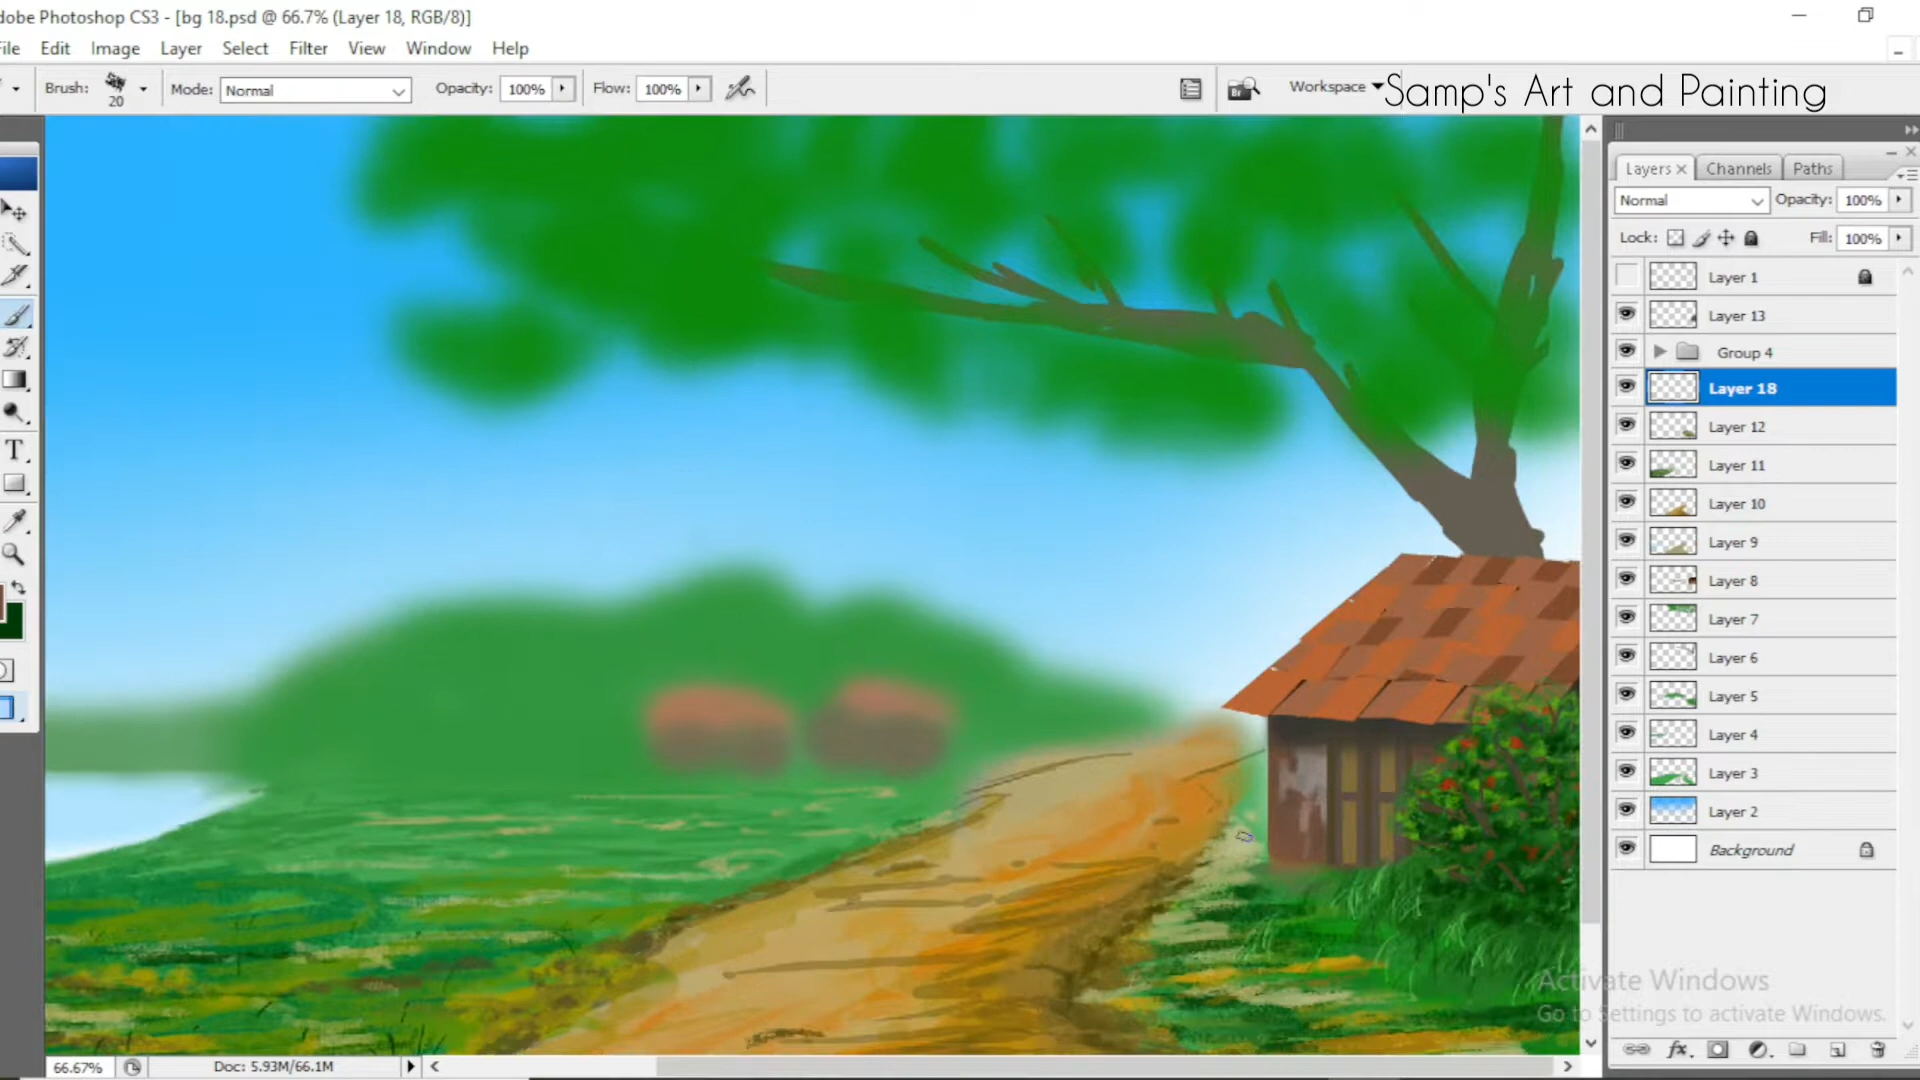 dobe Photoshop CS3 - [bg 18.psd @ 66.7% (Layer 18, RGB/8)]
File Edit Image Layer Select Filter View Window Help
Brush: 20 Mode: Normal Opacity: 100% Flow: 100% Workspace
Samp's Art and Painting
Layers Channels Paths
Normal Opacity: 100%
Lock: Fill: 100%
Layer 1
Layer 13
Group 4
Layer 18
Layer 12
Layer 11
Layer 10
Layer 9
Layer 8
Layer 7
Layer 6
Layer 5
Layer 4
Layer 3
Layer 2
Background
T
Activate Windows
Go to Settings to activate Windows.
fx
66.67% Doc: 5.93M/66.1M